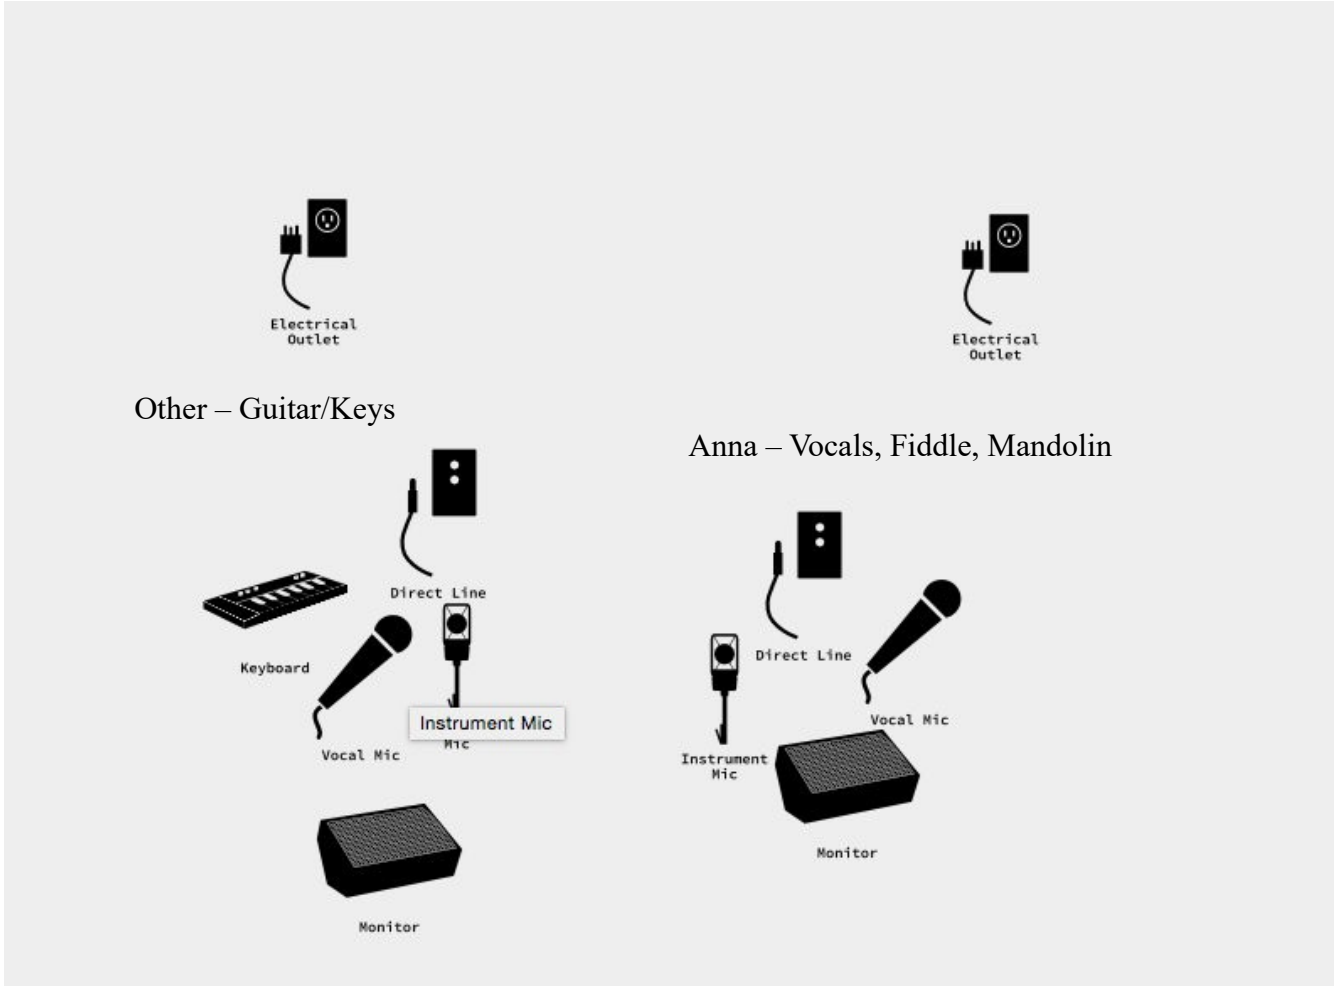 Electrical
Outlet
Electrical
Outlet
Other – Guitar/Keys
Anna – Vocals, Fiddle, Mandolin
Direct Line
Keyboard
Direct Line
Vocal Mic
Instrument Mic
Mic
Vocal Mic
Instrument
Mic
Monitor
Monitor